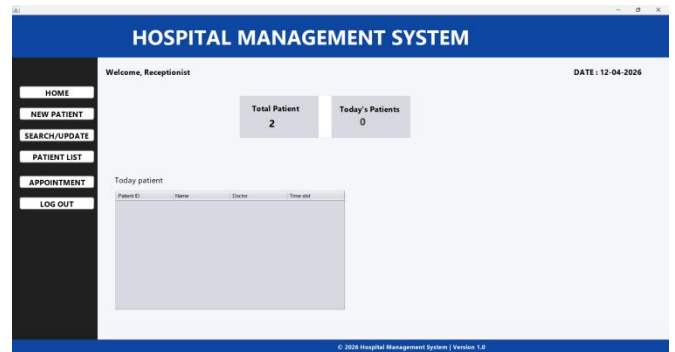 HOSPITAL MANAGEMENT SYSTEM
Welcome, Receptionist
DATE : 12-04-2026
HOME
NEW PATIENT
SEARCH/UPDATE
PATIENT LIST
APPOINTMENT
LOG OUT
Total Patient
2
Today's Patients
0
Today patient
Patient ID Name Doctor Time slot
© 2026 Hospital Management System | Version 1.0